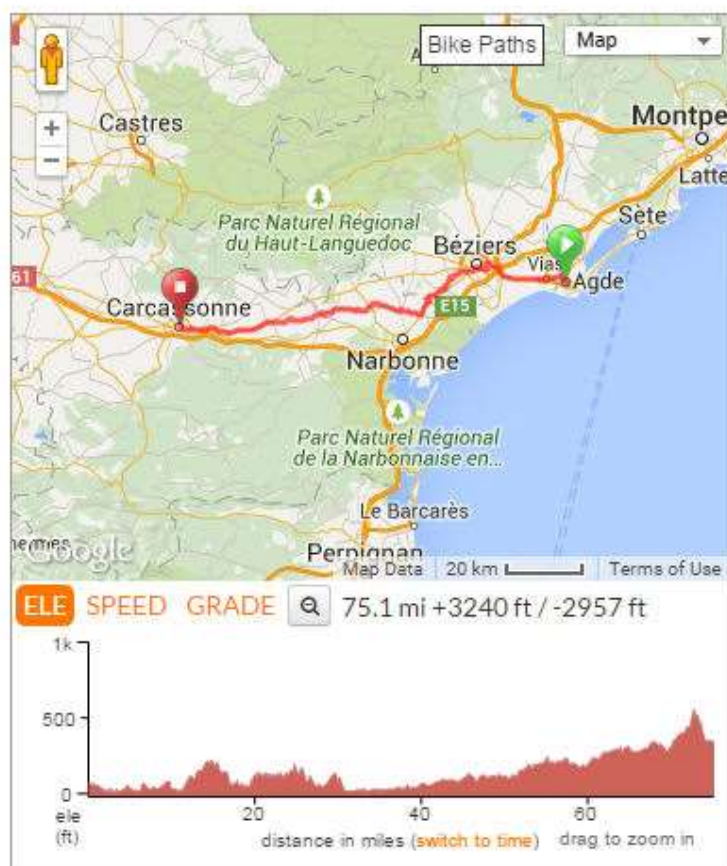 Bike Paths
Map
Castres
Montpe
Latte
Parc Naturel Régional
du Haut-Languedoc
Sète
Béziers
Vias
Agde
61
Carcassonne
E15
Narbonne
Parc Naturel Régional
de la Narbonnaise en...
Le Barcarès
Google
Perpignan
Map Data
20 km
Terms of Use
ELE SPEED GRADE 75.1 mi +3240 ft / -2957 ft
1k
500
0
20 40 60
ele
(ft)
distance in miles (switch to time) drag to zoom in